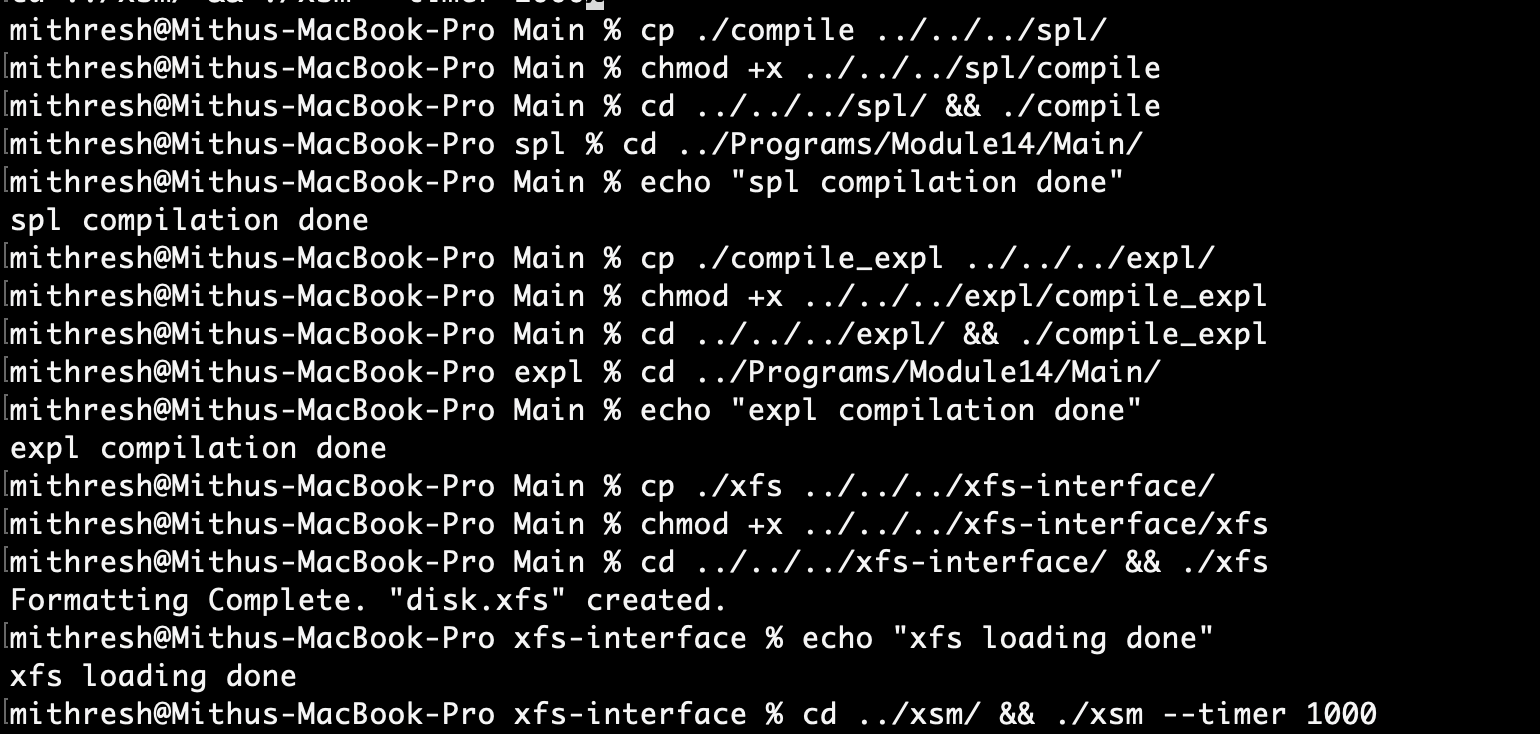 cd ../xsm/ && ./xsm --timer 1000
mithresh@Mithus-MacBook-Pro Main % cp ./compile ../../../spl/
[mithresh@Mithus-MacBook-Pro Main % chmod +x ../../../spl/compile
[mithresh@Mithus-MacBook-Pro Main % cd ../../../spl/ && ./compile
[mithresh@Mithus-MacBook-Pro spl % cd ../Programs/Module14/Main/
[mithresh@Mithus-MacBook-Pro Main % echo "spl compilation done"
spl compilation done
[mithresh@Mithus-MacBook-Pro Main % cp ./compile_expl ../../../expl/
[mithresh@Mithus-MacBook-Pro Main % chmod +x ../../../expl/compile_expl
[mithresh@Mithus-MacBook-Pro Main % cd ../../../expl/ && ./compile_expl
[mithresh@Mithus-MacBook-Pro expl % cd ../Programs/Module14/Main/
[mithresh@Mithus-MacBook-Pro Main % echo "expl compilation done"
expl compilation done
[mithresh@Mithus-MacBook-Pro Main % cp ./xfs ../../../xfs-interface/
[mithresh@Mithus-MacBook-Pro Main % chmod +x ../../../xfs-interface/xfs
[mithresh@Mithus-MacBook-Pro Main % cd ../../../xfs-interface/ && ./xfs
Formatting Complete. "disk.xfs" created.
[mithresh@Mithus-MacBook-Pro xfs-interface % echo "xfs loading done"
xfs loading done
[mithresh@Mithus-MacBook-Pro xfs-interface % cd ../xsm/ && ./xsm --timer 1000